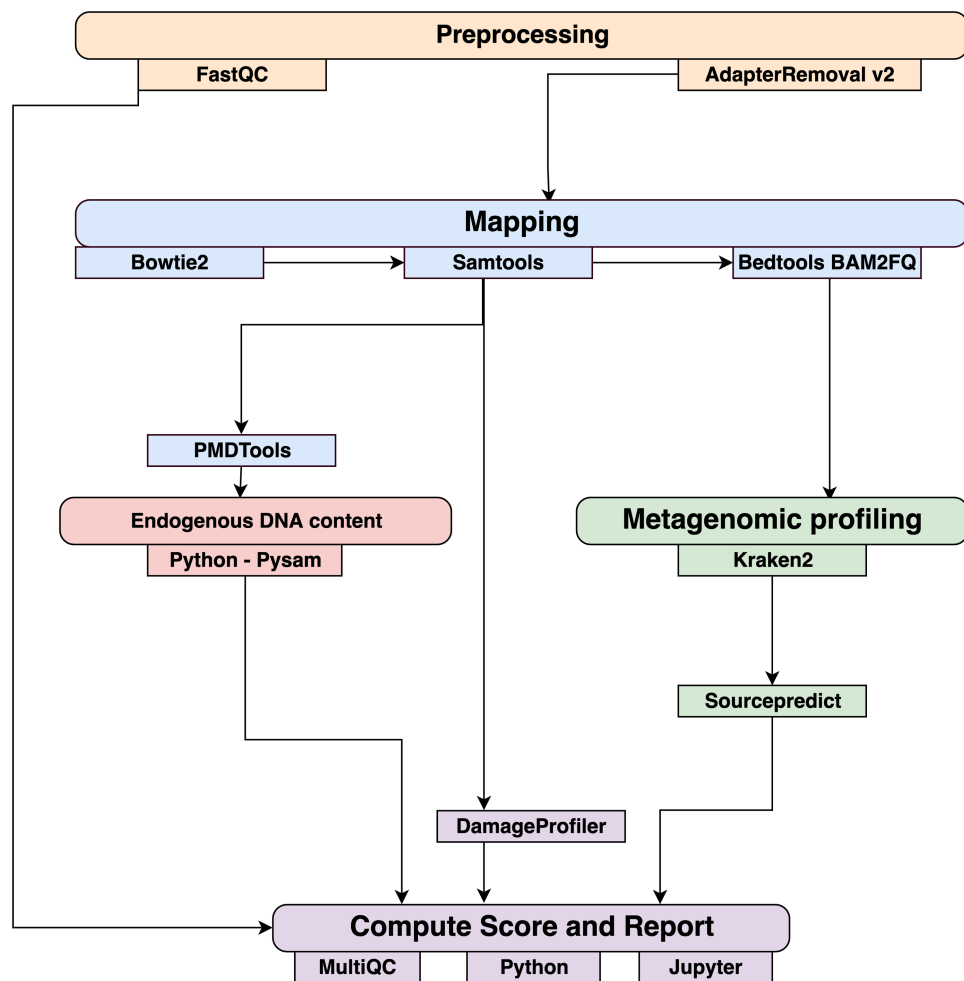 Preprocessing
FastQC
AdapterRemoval v2
Mapping
Bowtie2
Samtools
Bedtools BAM2FQ
PMDTools
Endogenous DNA content
Python - Pysam
Metagenomic profiling
Kraken2
Sourcepredict
DamageProfiler
Compute Score and Report
MultiQC
Python
Jupyter